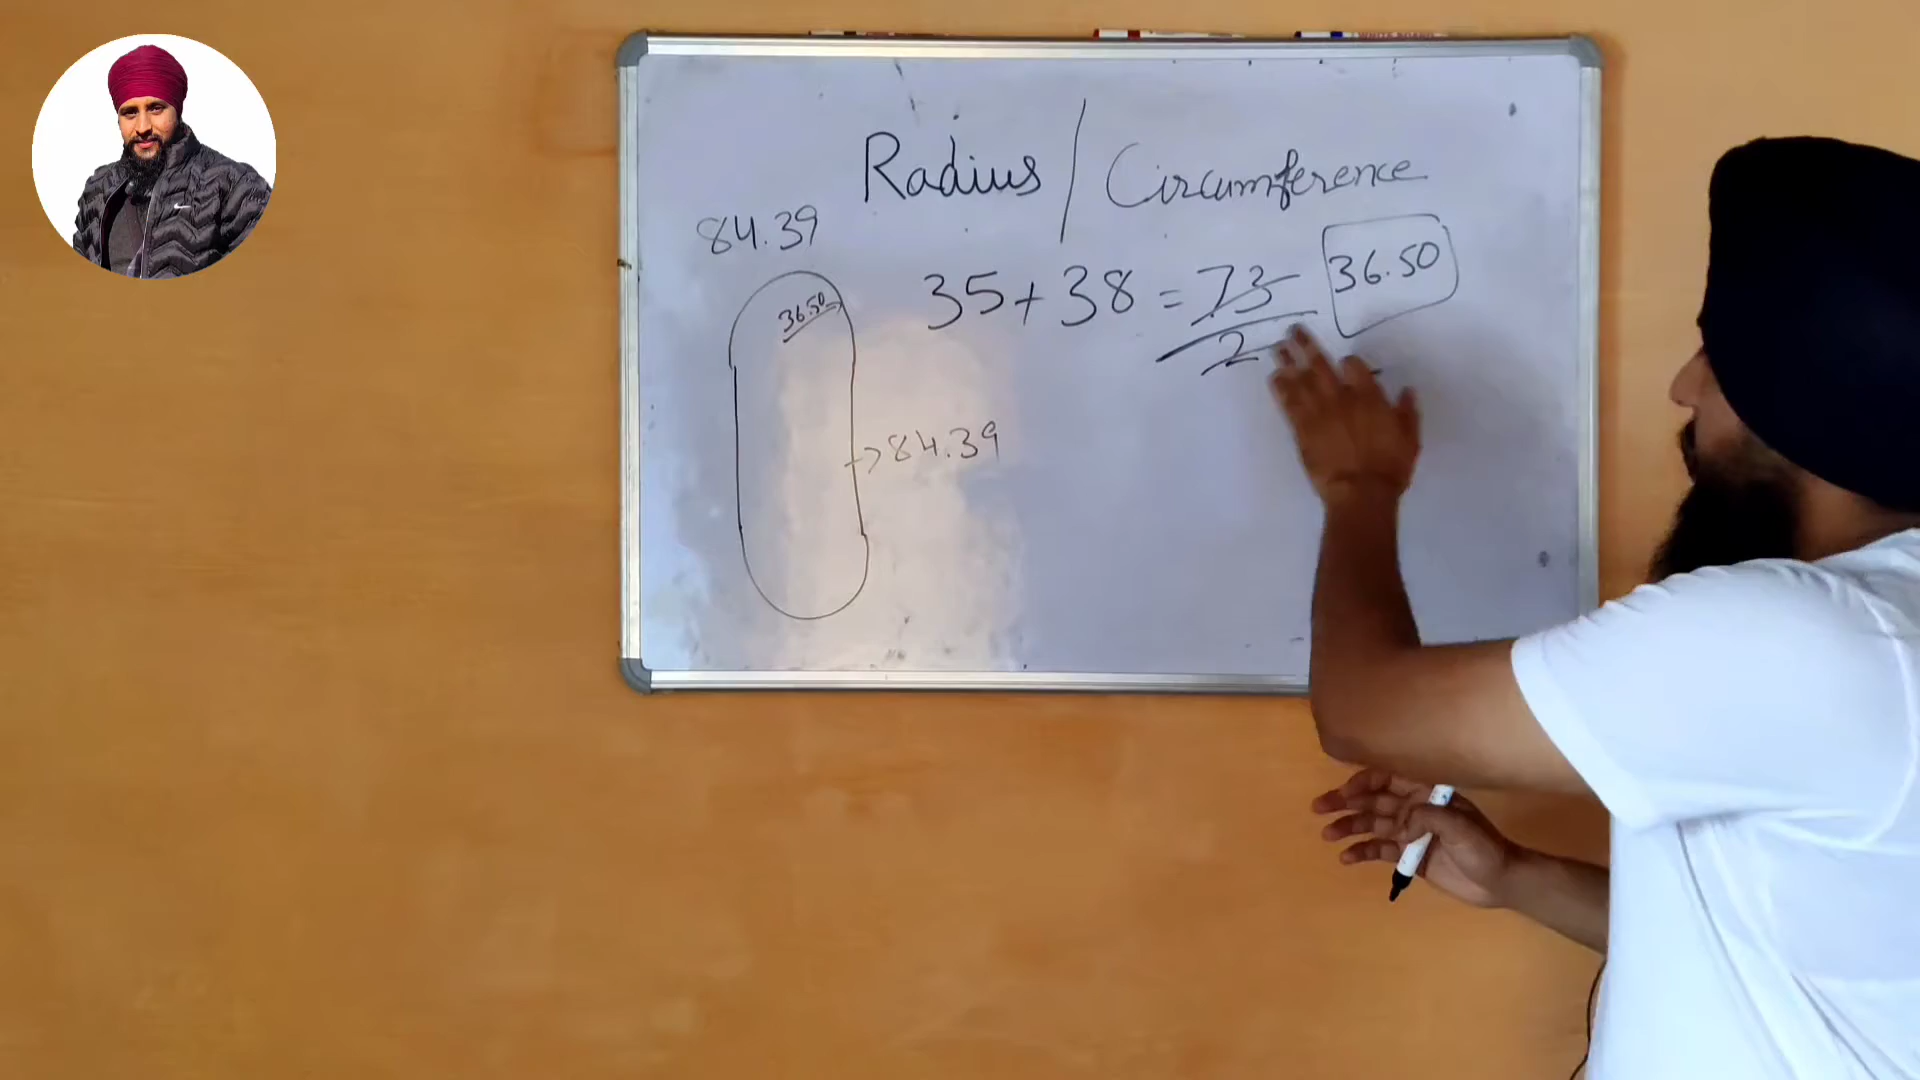 Radius / Circumference
84.39
35+38 = 73 36.50
2
36.50
→84.39